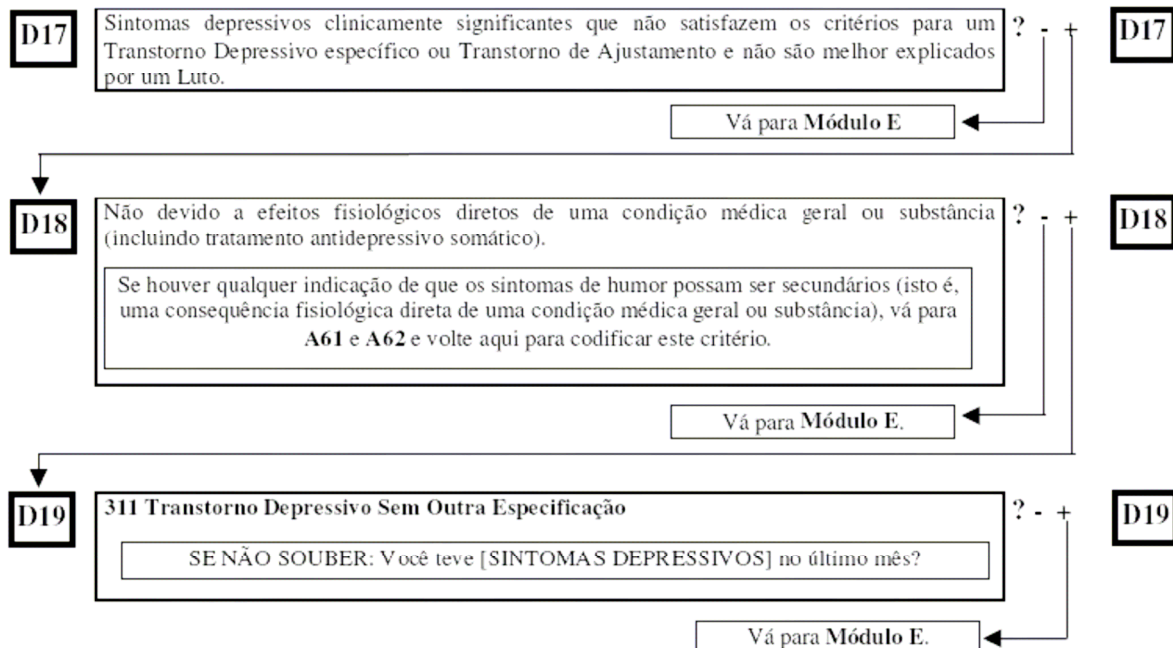 D17
Sintomas depressivos clinicamente significantes que não satisfazem os critérios para um
Transtorno Depressivo específico ou Transtorno de Ajustamento e não são melhor explicados
por um Luto.
? - +
D17
Vá para Módulo E
D18
Não devido a efeitos fisiológicos diretos de uma condição médica geral ou substância
(incluindo tratamento antidepressivo somático).
? - +
D18
Se houver qualquer indicação de que os sintomas de humor possam ser secundários (isto é,
uma consequência fisiológica direta de uma condição médica geral ou substância), vá para
A61 e A62 e volte aqui para codificar este critério.
Vá para Módulo E.
D19
311 Transtorno Depressivo Sem Outra Especificação
? - +
D19
SE NÃO SOUBER: Você teve [SINTOMAS DEPRESSIVOS] no último mês?
Vá para Módulo E.